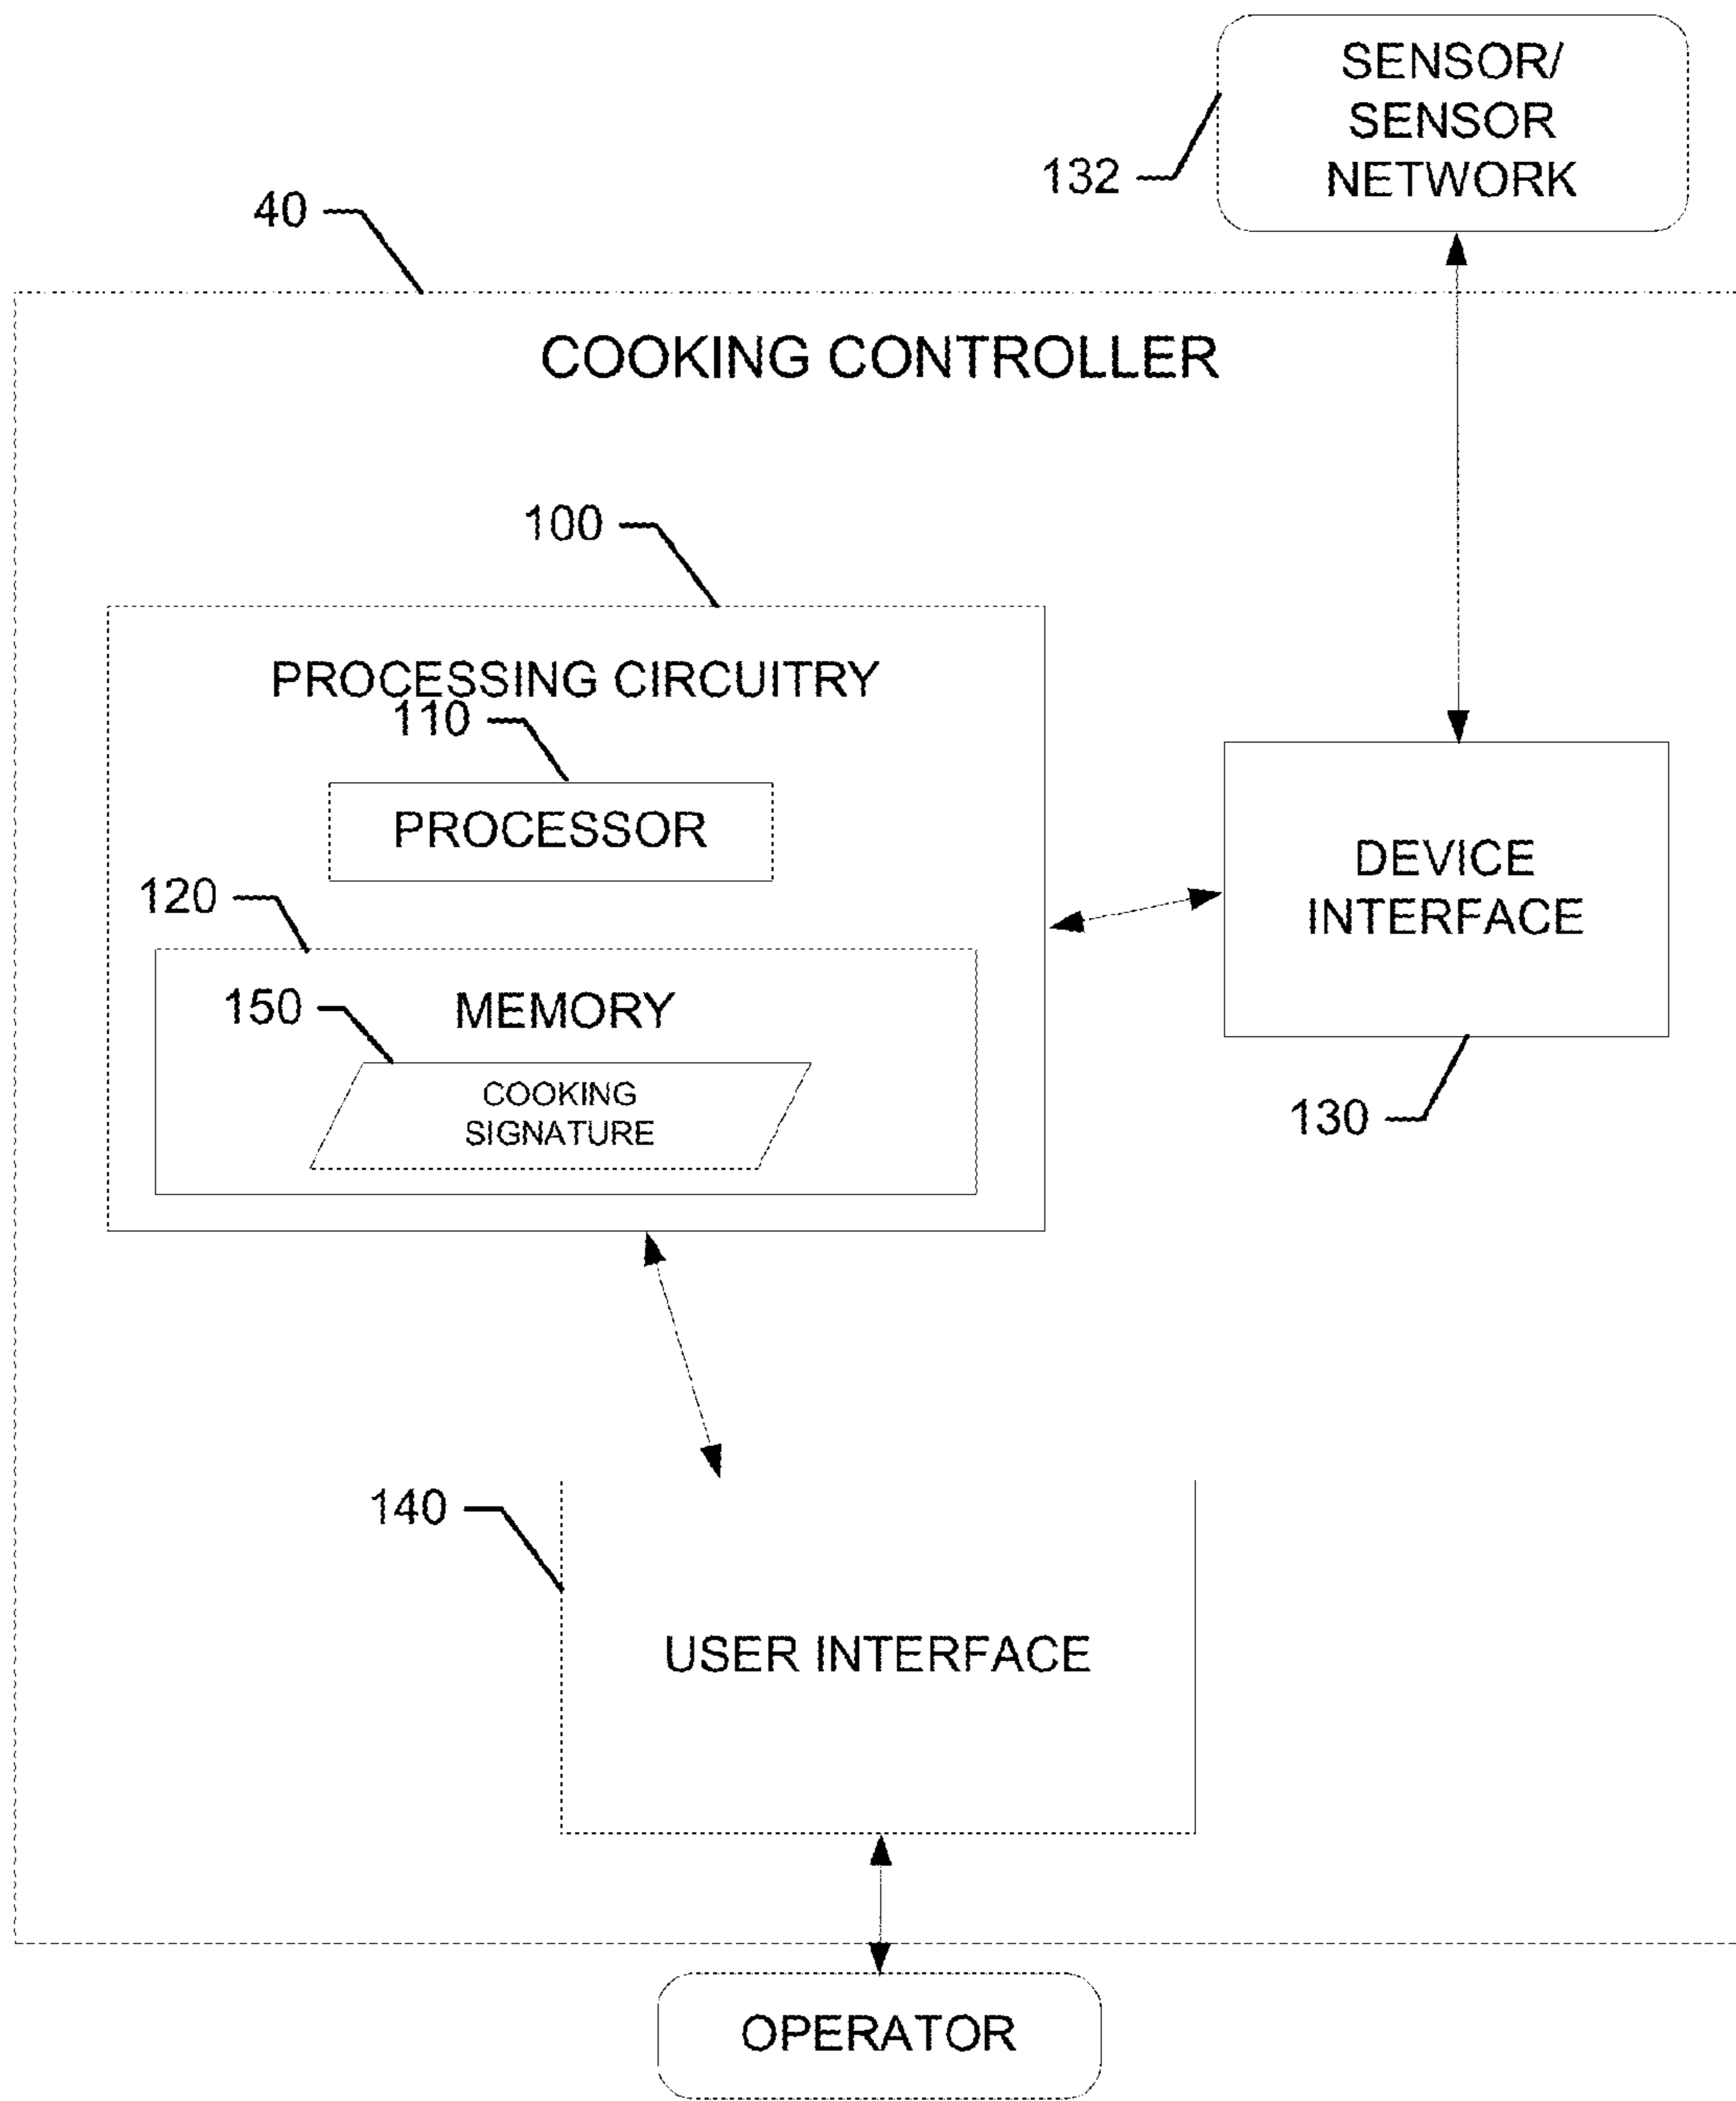 SENSOR/
SENSOR
NETWORK
132
40
COOKING CONTROLLER
100
PROCESSING CIRCUITRY
110
PROCESSOR
120
MEMORY
150
COOKING
SIGNATURE
DEVICE
INTERFACE
130
140
USER INTERFACE
OPERATOR